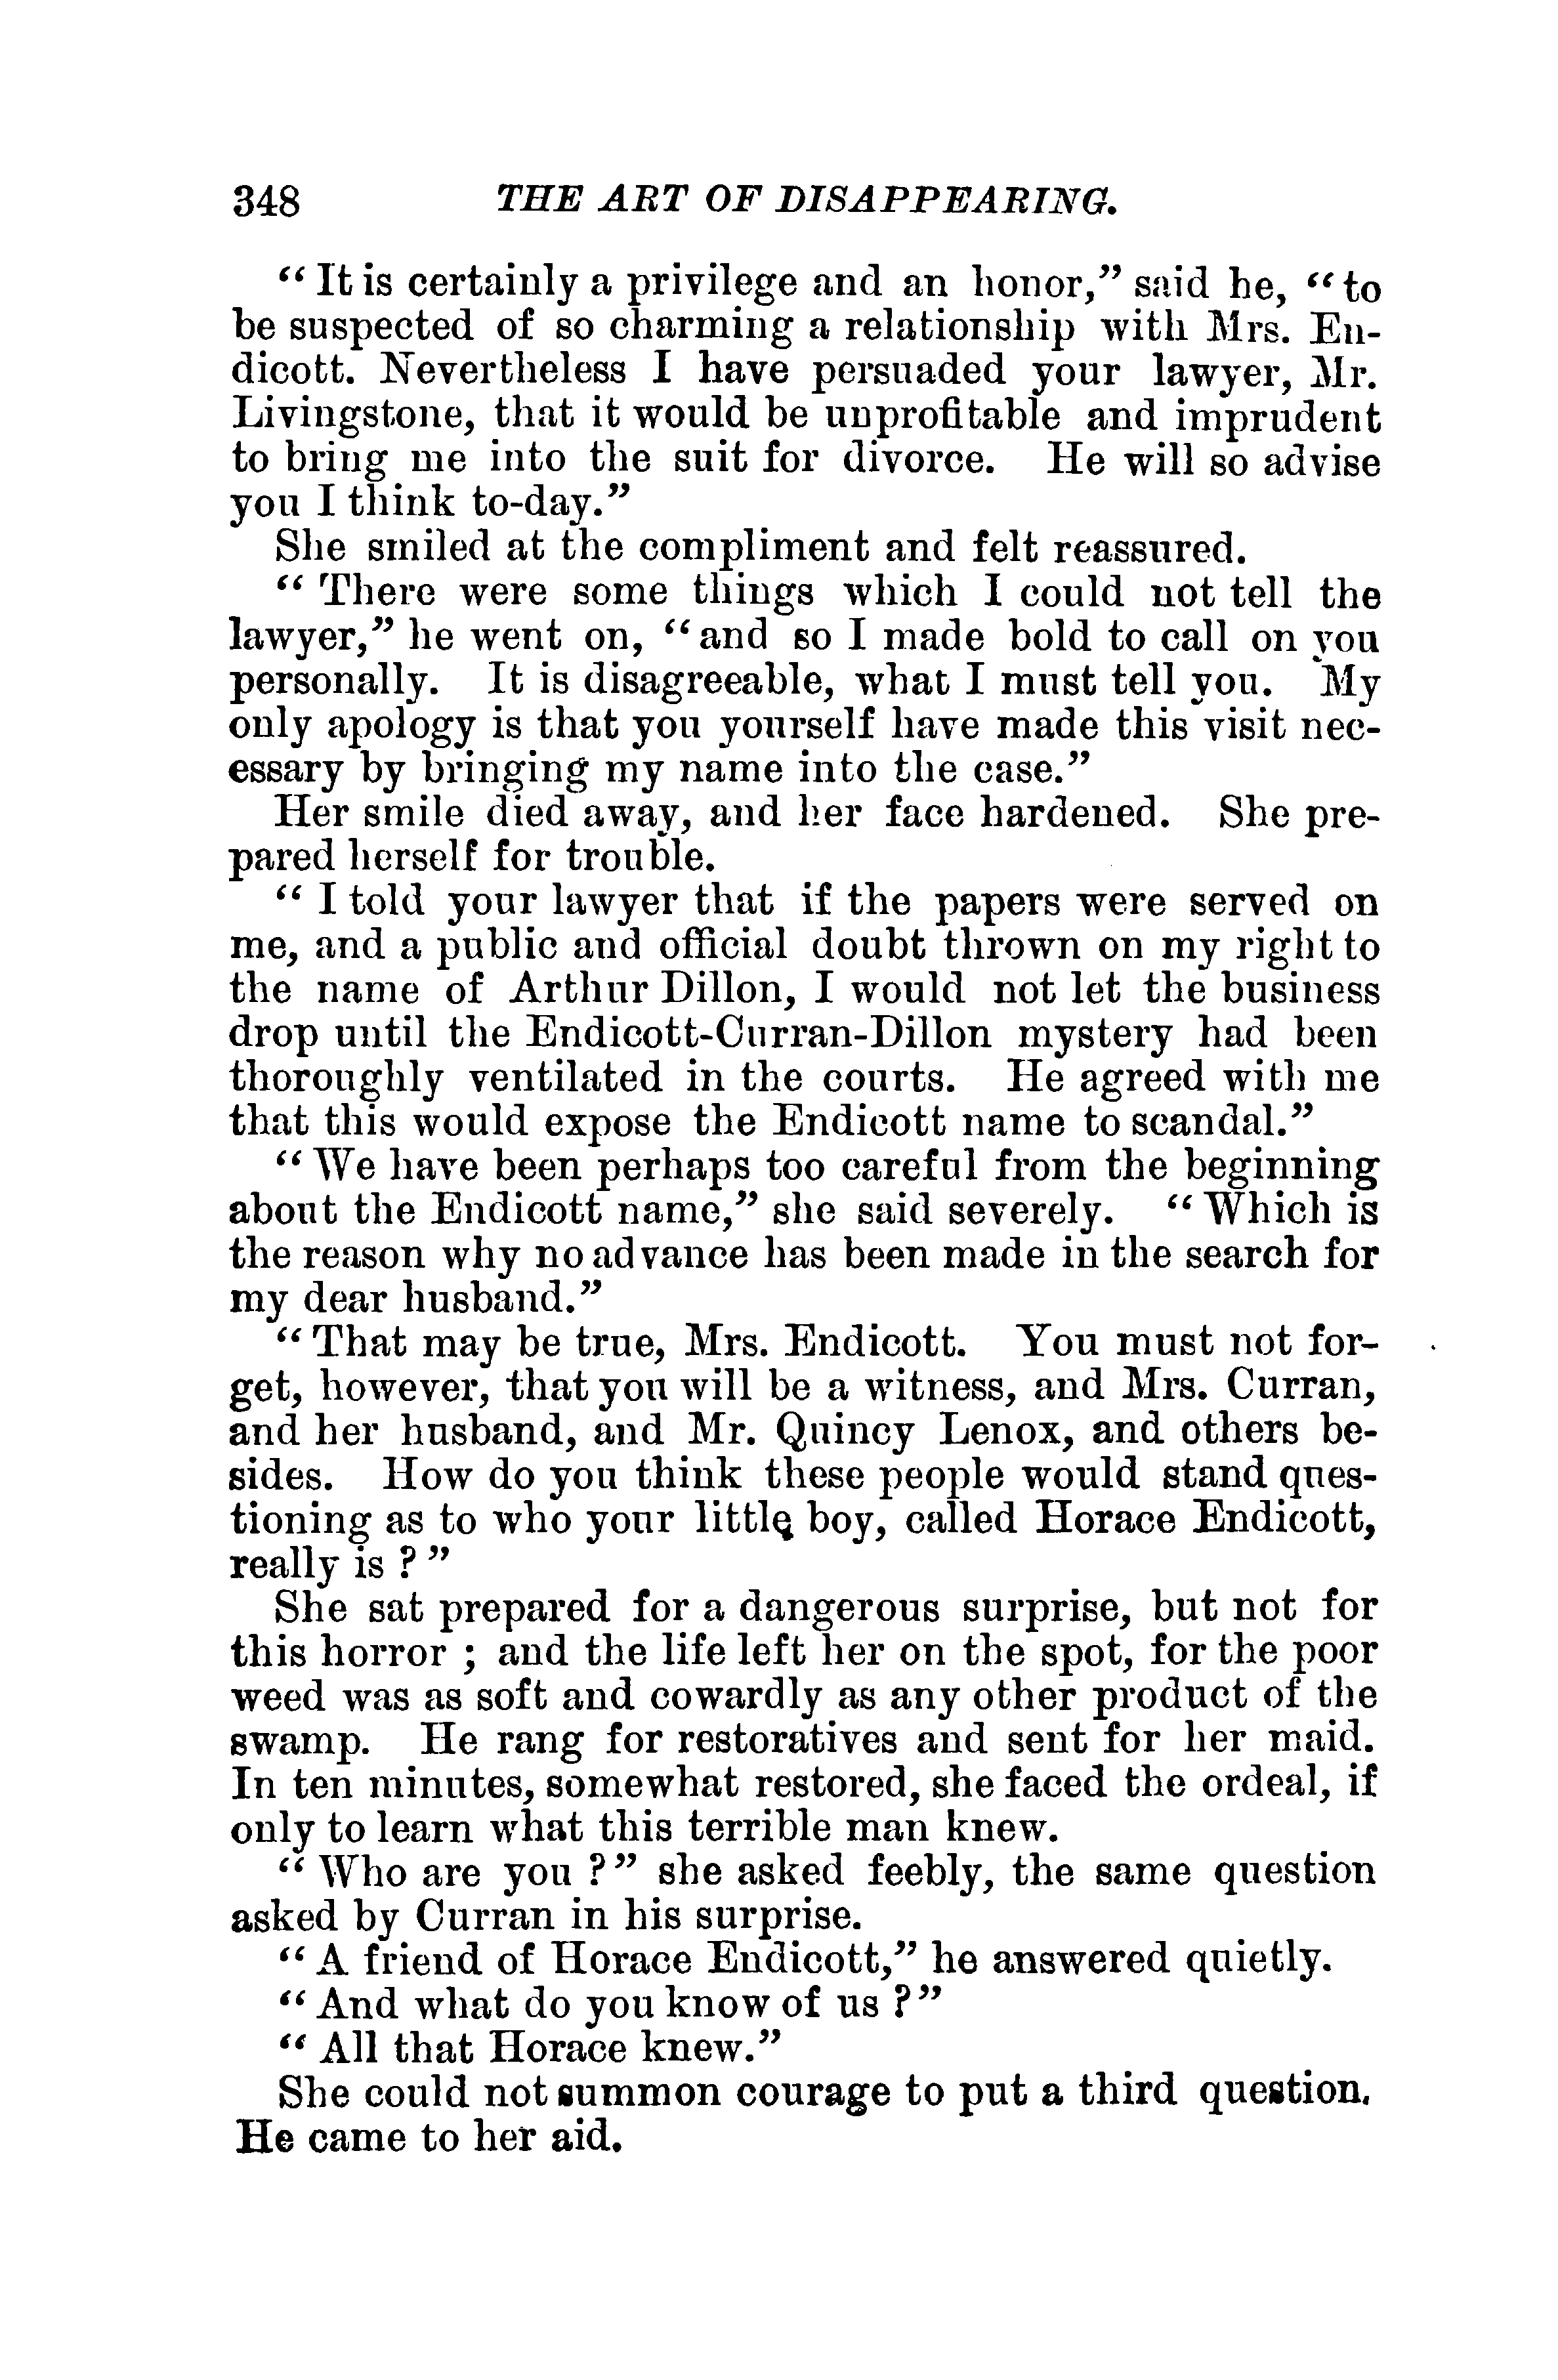 348 THE ART OF DISAPPEARING.
“ It is certainly a privilege and an honor,” said he, “ to
be suspected of so charming a relationship with Mrs. En-
dicott. Nevertheless I have persuaded your lawyer, Mr.
Livingstone, that it would be unprofitable and imprudent
to bring me into the suit for divorce. He will so advise
you I think to-day.”
She smiled at the compliment and felt reassured.
“ There were some things which I could not tell the
lawyer,” he went on, “ and so I made bold to call on you
personally. It is disagreeable, what I must tell you. My
only apology is that you yourself have made this visit nec-
essary by bringing my name into the case.”
Her smile died away, and her face hardened. She pre-
pared herself for trouble.
“ I told your lawyer that if the papers were served on
me, and a public and official doubt thrown on my right to
the name of Arthur Dillon, I would not let the business
drop until the Endicott-Curran-Dillon mystery had been
thoroughly ventilated in the courts. He agreed with me
that this would expose the Endicott name to scandal.”
“ We have been perhaps too careful from the beginning
about the Endicott name,” she said severely. “ Which is
the reason why no advance has been made in the search for
my dear husband.”
“ That may be true, Mrs. Endicott. You must not for-
get, however, that you will be a witness, and Mrs. Curran,
and her husband, and Mr. Quincy Lenox, and others be-
sides. How do you think these people would stand ques-
tioning as to who your little boy, called Horace Endicott,
really is ? ”
She sat prepared for a dangerous surprise, but not for
this horror ; and the life left her on the spot, for the poor
weed was as soft and cowardly as any other product of the
swamp. He rang for restoratives and sent for her maid.
In ten minutes, somewhat restored, she faced the ordeal, if
only to learn what this terrible man knew.
“ Who are you ? ” she asked feebly, the same question
asked by Curran in his surprise.
“ A friend of Horace Endicott,” he answered quietly.
“ And what do you know of us ? ”
“ All that Horace knew.”
She could not summon courage to put a third question.
He came to her aid.